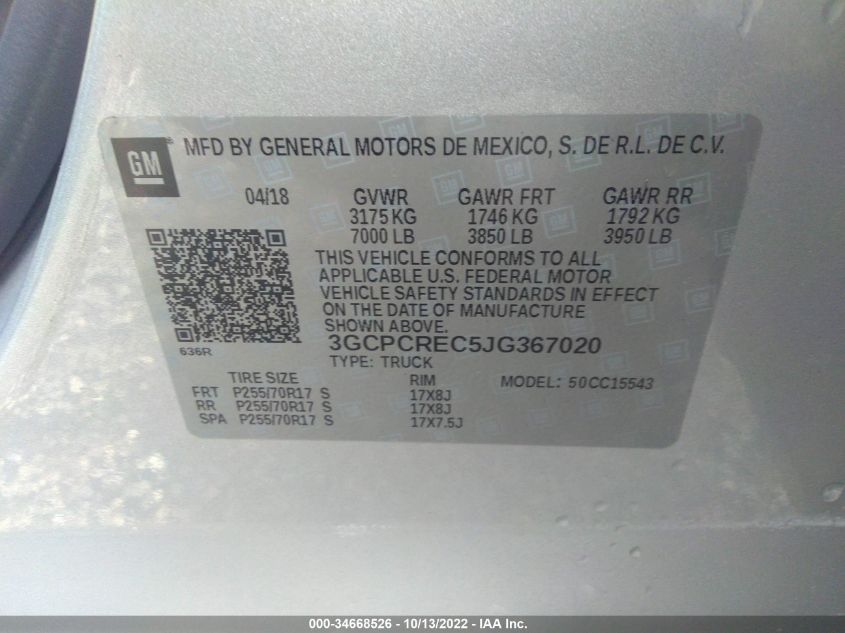 GM
MFD BY GENERAL MOTORS DE MEXICO, S. DE R.L. DE C.V.
04/18 GVWR GAWR FRT GAWR RR
3175 KG 1746 KG 1792 KG
7000 LB 3850 LB 3950 LB
THIS VEHICLE CONFORMS TO ALL
APPLICABLE U.S. FEDERAL MOTOR
VEHICLE SAFETY STANDARDS IN EFFECT
ON THE DATE OF MANUFACTURE
SHOWN ABOVE.
636R
3GCPCREC5JG367020
TYPE: TRUCK
TIRE SIZE RIM MODEL: 50CC15543
FRT P255/70R17 S 17X8J
RR P255/70R17 S 17X8J
SPA P255/70R17 S 17X7.5J
000-34668526 - 10/13/2022 - IAA Inc.